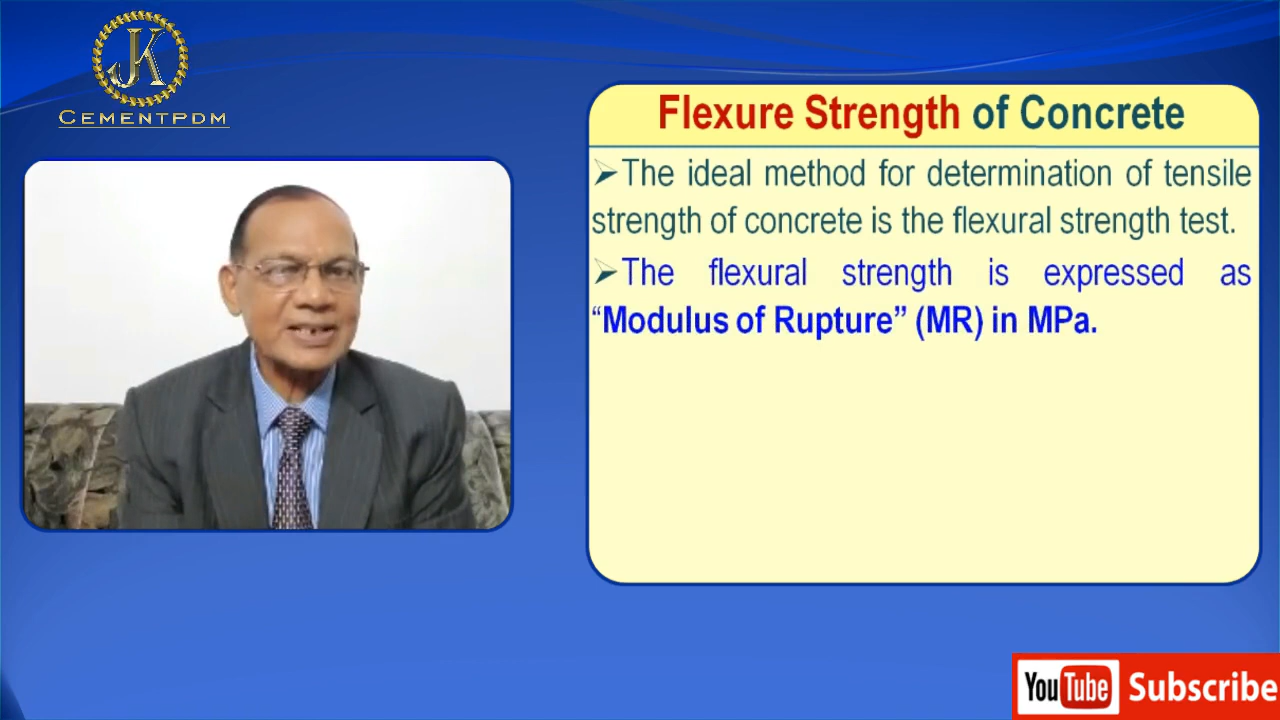 JK
CEMENTPDM
Flexure Strength of Concrete
➢The ideal method for determination of tensile
strength of concrete is the flexural strength test.
➢The flexural strength is expressed as
“Modulus of Rupture” (MR) in MPa.
YouTube Subscribe